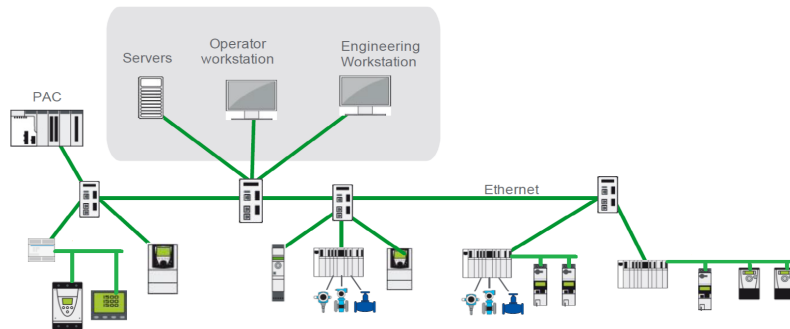 Servers
Operator
workstation
Engineering
Workstation
PAC
Ethernet